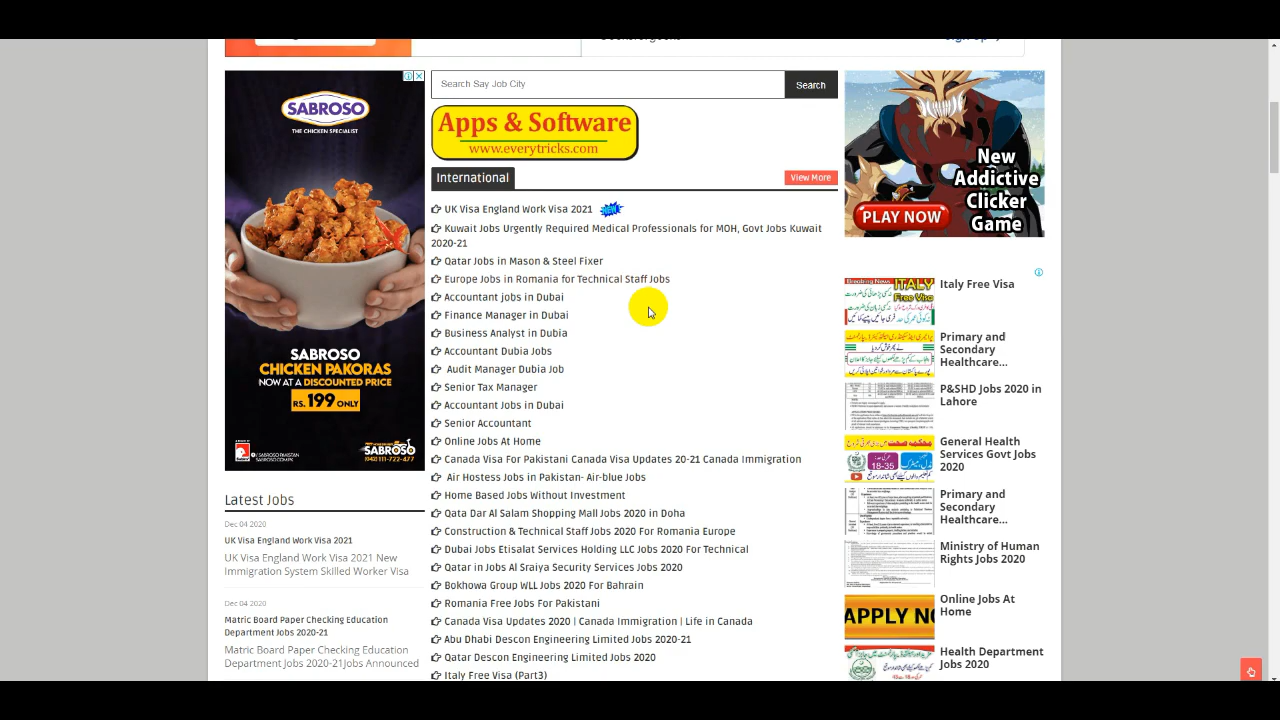 SABROSO
THE CHICKEN SPECIALIST
SABROSO
CHICKEN PAKORAS
NOW AT A DISCOUNTED PRICE
RS. 199 ONLY
SABROSO
Latest Jobs
Dec 04 2020
UK Visa England Work Visa 2021
UK Visa England Work Visa 2021 New
Immigration System Skilled Worker Visa
Dec 04 2020
Matric Board Paper Checking Education
Department Jobs 2020-21
Matric Board Paper Checking Education
Department Jobs 2020-21Jobs Announced
Search Say Job City
Search
Apps & Software
www.everytricks.com
International
View More
UK Visa England Work Visa 2021
NEW
Kuwait Jobs Urgently Required Medical Professionals for MOH, Govt Jobs Kuwait
2020-21
Qatar Jobs in Mason & Steel Fixer
Europe Jobs in Romania for Technical Staff Jobs
Accountant jobs in Dubai
Finance Manager in Dubai
Business Analyst in Dubia
Accountant Dubia Jobs
Audit Manager Dubia Job
Senior Tax Manager
Accountant Jobs in Dubai
Senior Accountant
Online Jobs At Home
Canada Visa For Pakistani Canada Visa Updates 20-21 Canada Immigration
Air Hostess Jobs in Pakistan- Air-blue Jobs
Home Based Jobs Without Investment
Qara Dar Al Salam Shopping Mall Jobs 2020 in Doha
Production & Technical Staff Jobs 2020 For Romania Europe
Dubai Jobs Etisalat Services Holding LLC Jobs 2020 For Technical
Qatar in Jobs Al Sraiya Security Services Jobs 2020
Bokhowa Group WLL Jobs 2020 For Bahrain
Romania Free Jobs For Pakistani
Canada Visa Updates 2020 | Canada Immigration | Life in Canada
Abu Dhabi Descon Engineering Limited Jobs 2020-21
Qatar Descon Engineering Limited Jobs 2020
Italy Free Visa (Part3)
New
Addictive
Clicker
Game
PLAY NOW
Breaking News ITALY
Free Visa
Italy Free Visa
Primary and
Secondary
Healthcare...
P&SHD Jobs 2020 in
Lahore
18-35
General Health
Services Govt Jobs
2020
Primary and
Secondary
Healthcare...
Ministry of Human
Rights Jobs 2020
APPLY NO
Online Jobs At
Home
Health Department
Jobs 2020